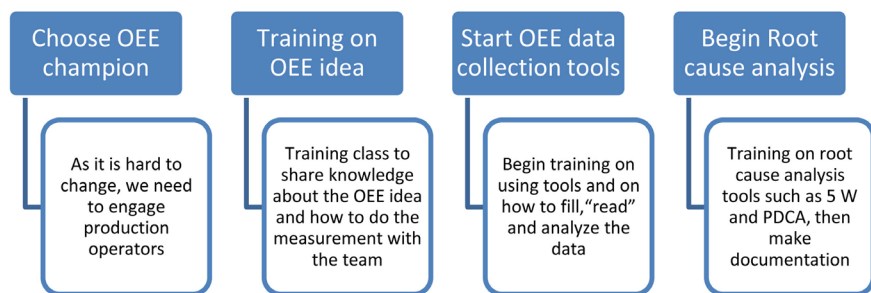 Choose OEE
champion
As it is hard to
change, we need
to engage
production
operators
Training on
OEE idea
Training class to
share knowledge
about the OEE idea
and how to do the
measurement with
the team
Start OEE data
collection tools
Begin training on
using tools and on
how to fill,“read”
and analyze the
data
Begin Root
cause analysis
Training on root
cause analysis
tools such as 5 W
and PDCA, then
make
documentation